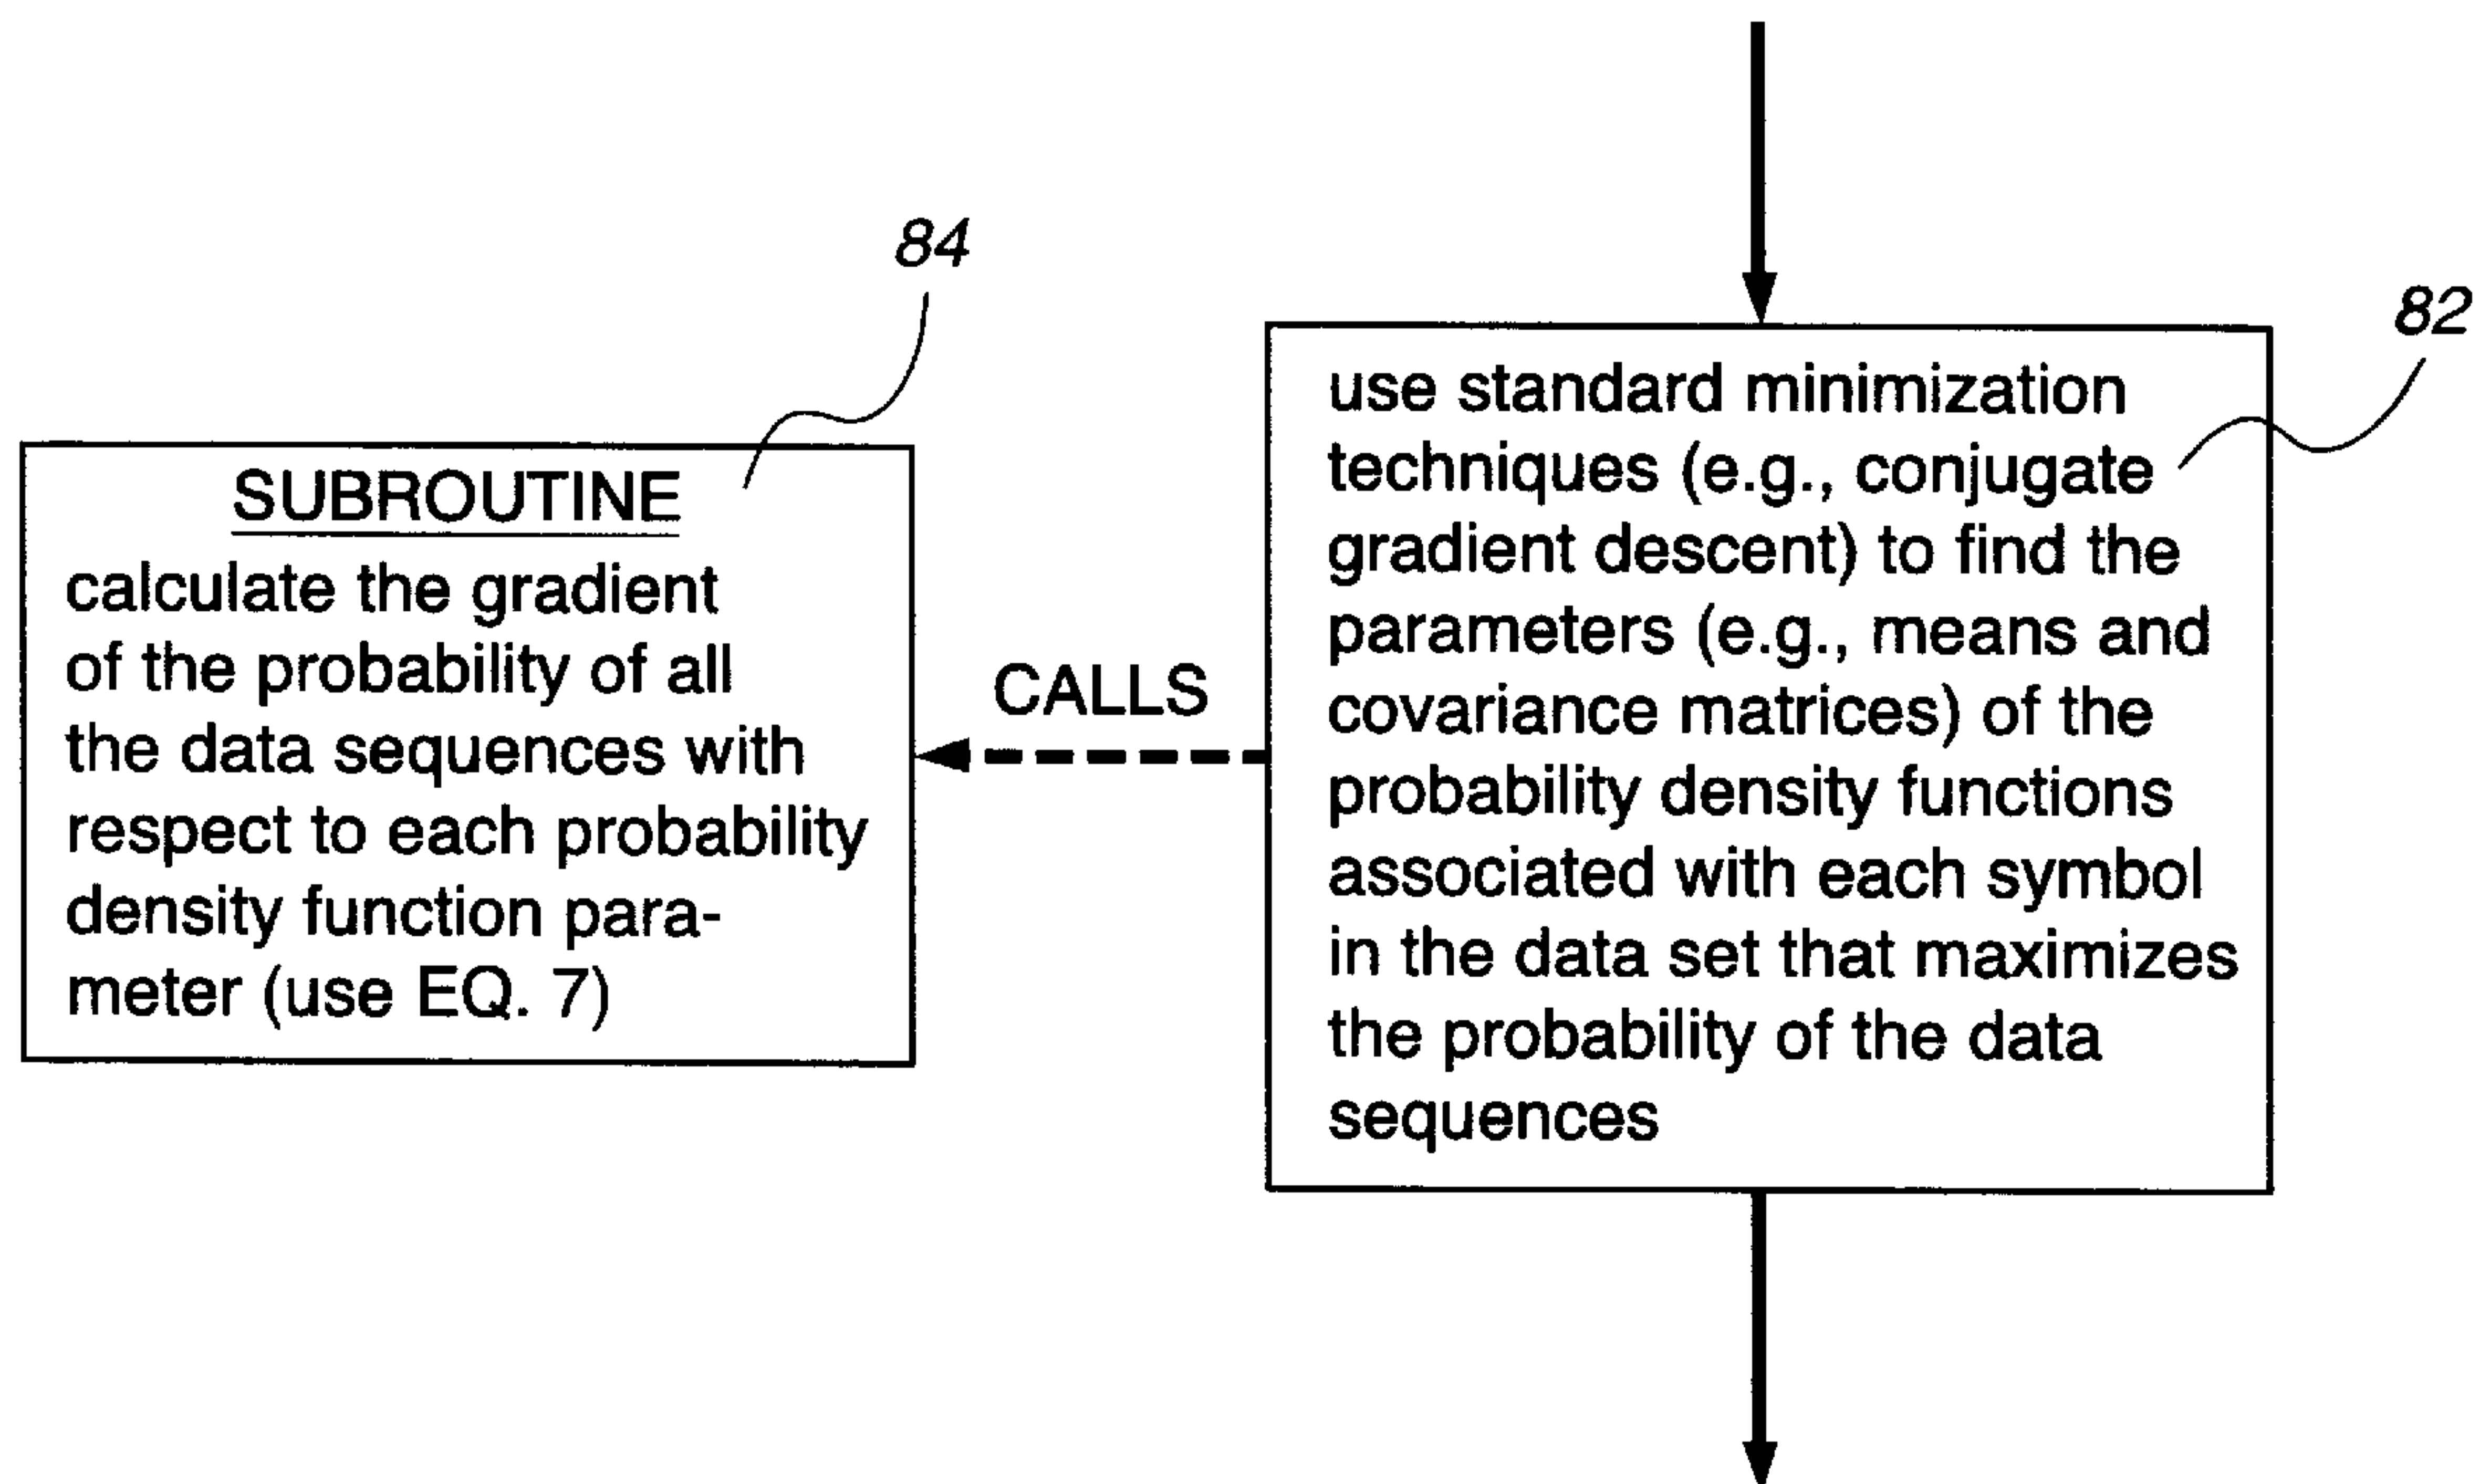 84
SUBROUTINE
calculate the gradient
of the probability of all
the data sequences with
respect to each probability
density function para-
meter (use EQ. 7)
CALLS
82
use standard minimization
techniques (e.g., conjugate
gradient descent) to find the
parameters (e.g., means and
covariance matrices) of the
probability density functions
associated with each symbol
in the data set that maximizes
the probability of the data
sequences